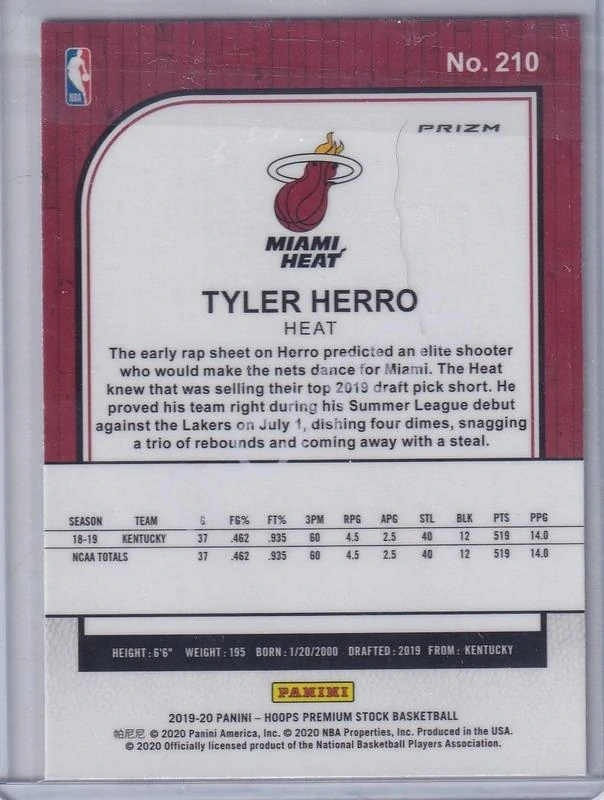 No. 210
NBA
PRIZM
MIAMI
HEAT
TYLER HERRO
HEAT
The early rap sheet on Herro predicted an elite shooter
who would make the nets dance for Miami. The Heat
knew that was selling their top 2019 draft pick short. He
proved his team right during his Summer League debut
against the Lakers on July 1, dishing four dimes, snagging
a trio of rebounds and coming away with a steal.
SEASON TEAM G FG% FT% 3PM RPG APG STL BLK PTS PPG
18-19 KENTUCKY 37 .462 .935 60 4.5 2.5 40 12 519 14.0
NCAA TOTALS 37 .462 .935 60 4.5 2.5 40 12 519 14.0
HEIGHT: 6'6" WEIGHT: 195 BORN: 1/20/2000 DRAFTED: 2019 FROM: KENTUCKY
PANINI
2019-20 PANINI – HOOPS PREMIUM STOCK BASKETBALL
帕尼尼 © 2020 Panini America, Inc. © 2020 NBA Properties, Inc. Produced in the USA.
© 2020 Officially licensed product of the National Basketball Players Association.